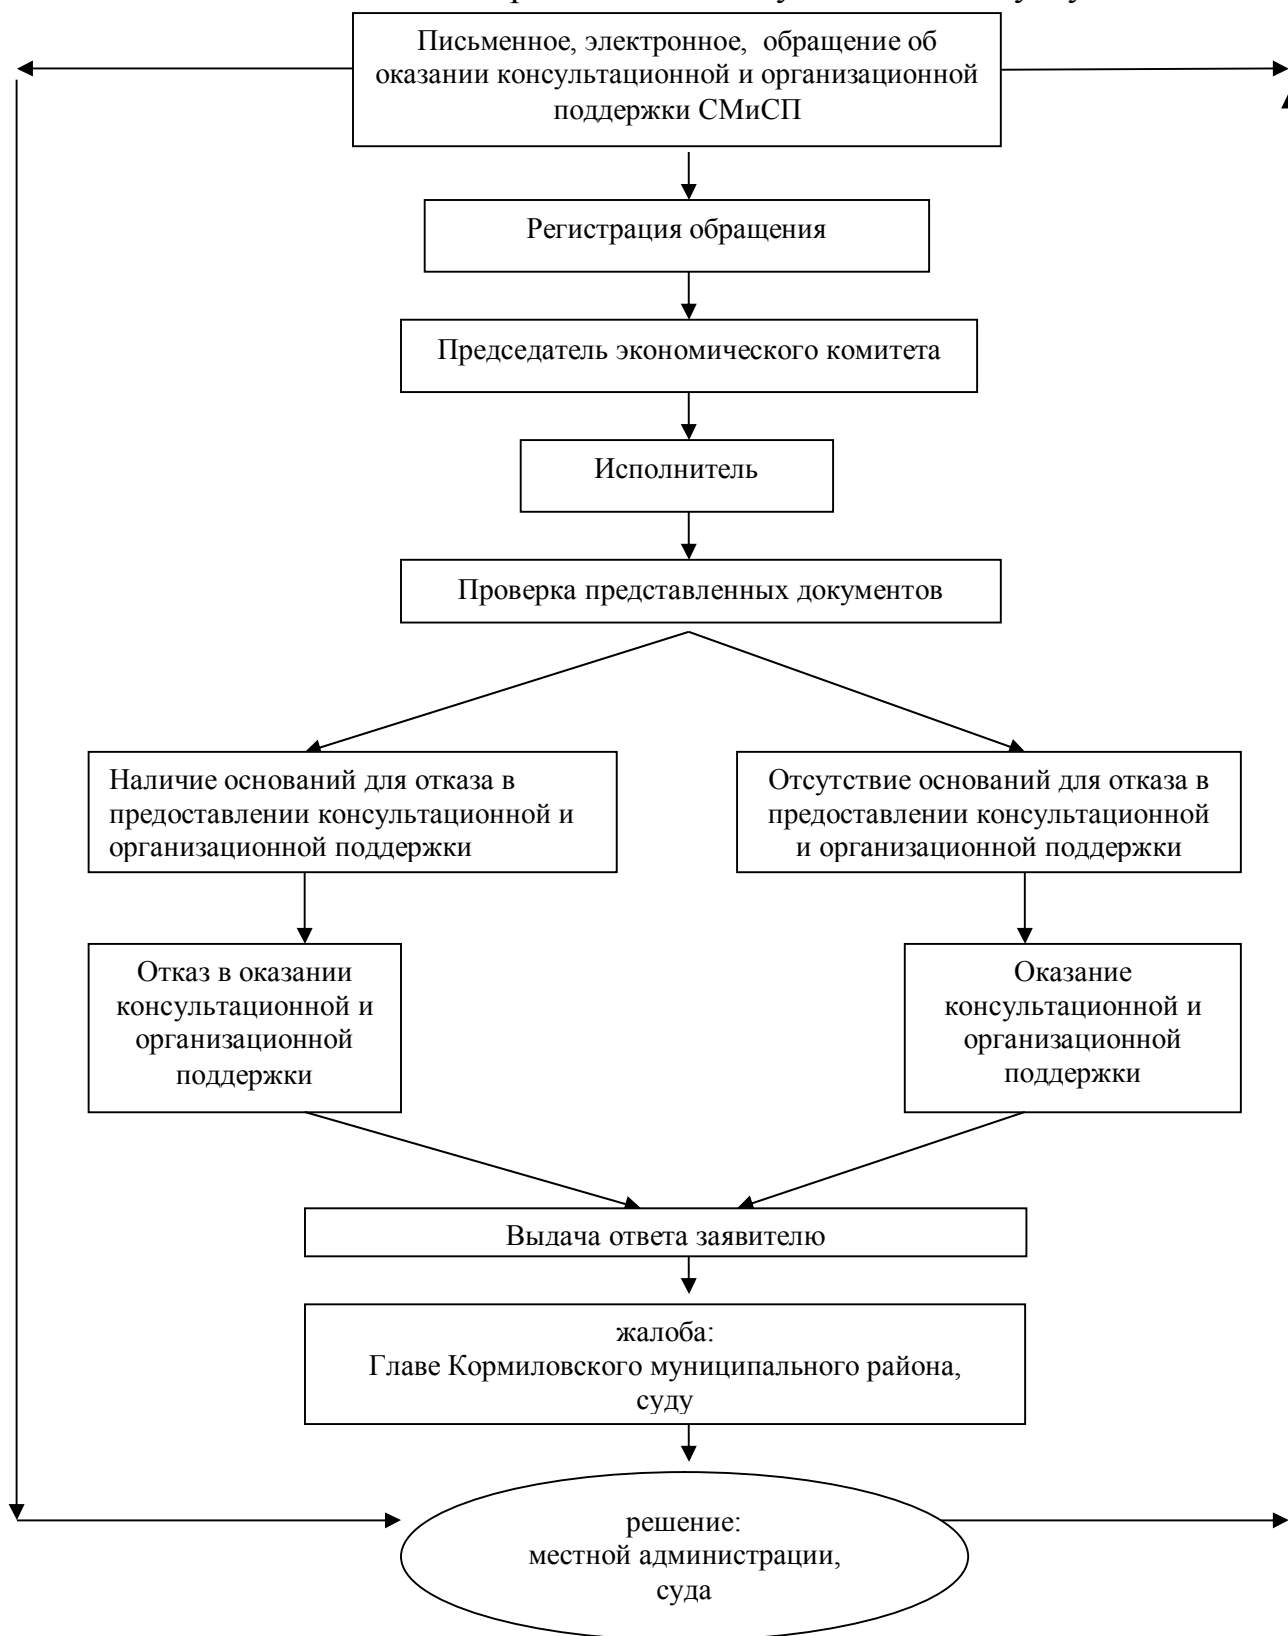 Письменное, электронное, обращение об
оказании консультационной и организационной
поддержки СМиСП
Регистрация обращения
Председатель экономического комитета
Исполнитель
Проверка представленных документов
Наличие оснований для отказа в
предоставлении консультационной и
организационной поддержки
Отсутствие оснований для отказа в
предоставлении консультационной
и организационной поддержки
Отказ в оказании
консультационной и
организационной
поддержки
Оказание
консультационной и
организационной
поддержки
Выдача ответа заявителю
жалоба:
Главе Кормиловского муниципального района,
суду
решение:
местной администрации,
суда